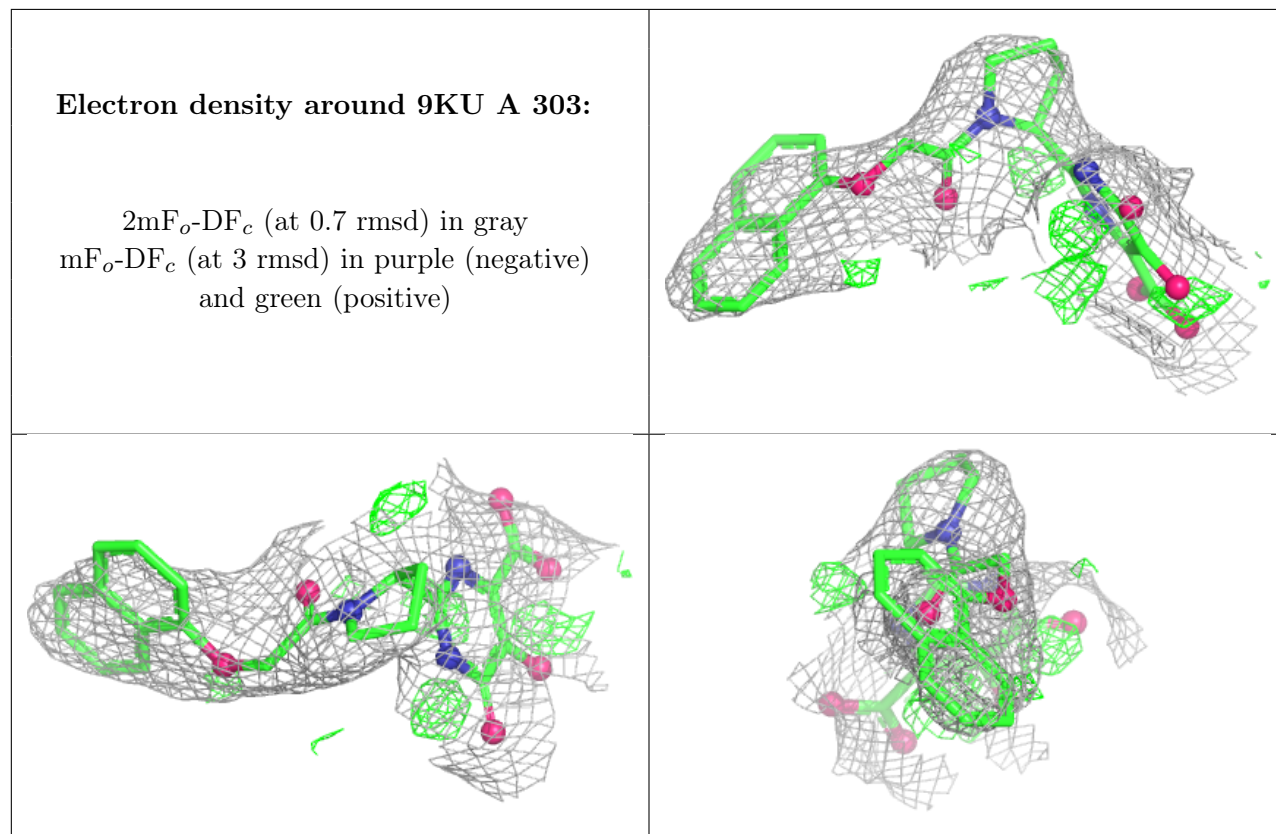 Electron density around 9KU A 303:
2mFo-DFc (at 0.7 rmsd) in gray
mFo-DFc (at 3 rmsd) in purple (negative)
and green (positive)